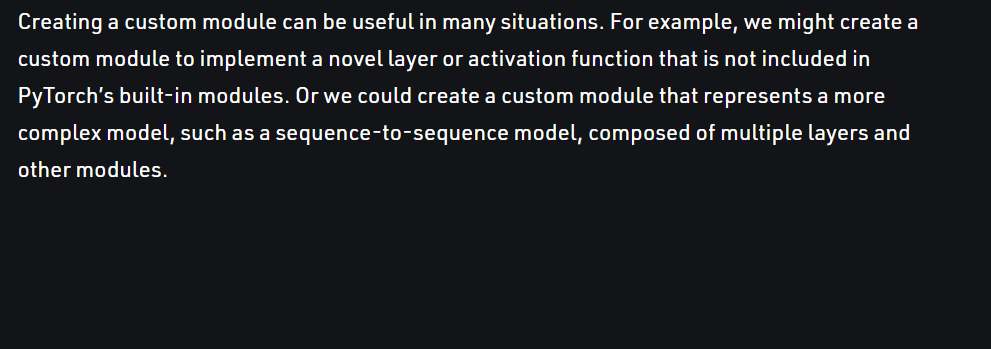 Creating a custom module can be useful in many situations. For example, we might create a
custom module to implement a novel layer or activation function that is not included in
PyTorch's built-in modules. Or we could create a custom module that represents a more
complex model, such as a sequence-to-sequence model, composed of multiple layers and
other modules.